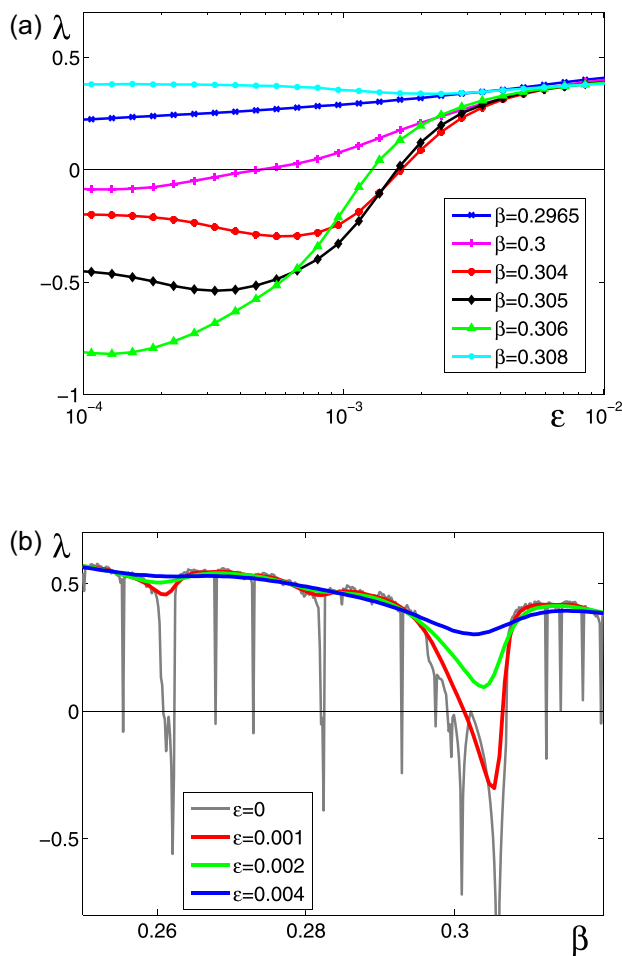 (a)
λ
0.5
0
−0.5
−1
10⁻⁴
10⁻³
ε
10⁻²
β=0.2965
β=0.3
β=0.304
β=0.305
β=0.306
β=0.308
(b)
λ
0.5
0
−0.5
ε=0
ε=0.001
ε=0.002
ε=0.004
0.26
0.28
0.3
β